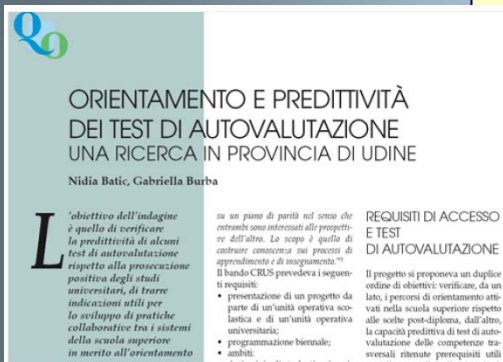 QO
ORIENTAMENTO E PREDITTIVITÀ
DEI TEST DI AUTOVALUTAZIONE
UNA RICERCA IN PROVINCIA DI UDINE
Nidia Batic, Gabriella Burba
L'obiettivo dell'indagine
è quello di verificare
la predittività di alcuni
test di autovalutazione
rispetto alla prosecuzione
positiva degli studi
universitari, di trarre
indicazioni utili per
lo sviluppo di pratiche
collaborative tra i sistemi
della scuola superiore
in merito all'orientamento
su un piano di parità nel senso che
entrambi sono interessati alle prospetti-
ve dell'altro. Lo scopo è quello di
costruire conoscenza sui processi di
apprendimento e di insegnamento."
Il bando CRUS prevedeva i seguen-
ti requisiti:
• presentazione di un progetto da
parte di un'unità operativa sco-
lastica e di un'unità operativa
universitaria;
• programmazione biennale;
• ambiti:
REQUISITI DI ACCESSO
E TEST
DI AUTOVALUTAZIONE
Il progetto si proponeva un duplice
ordine di obiettivi: verificare, da un
lato, i percorsi di orientamento atti-
vati nella scuola superiore rispetto
alle scelte post-diploma, dall'altro,
la capacità predittiva di test di auto-
valutazione delle competenze tra-
sversali ritenute prerequisiti utili